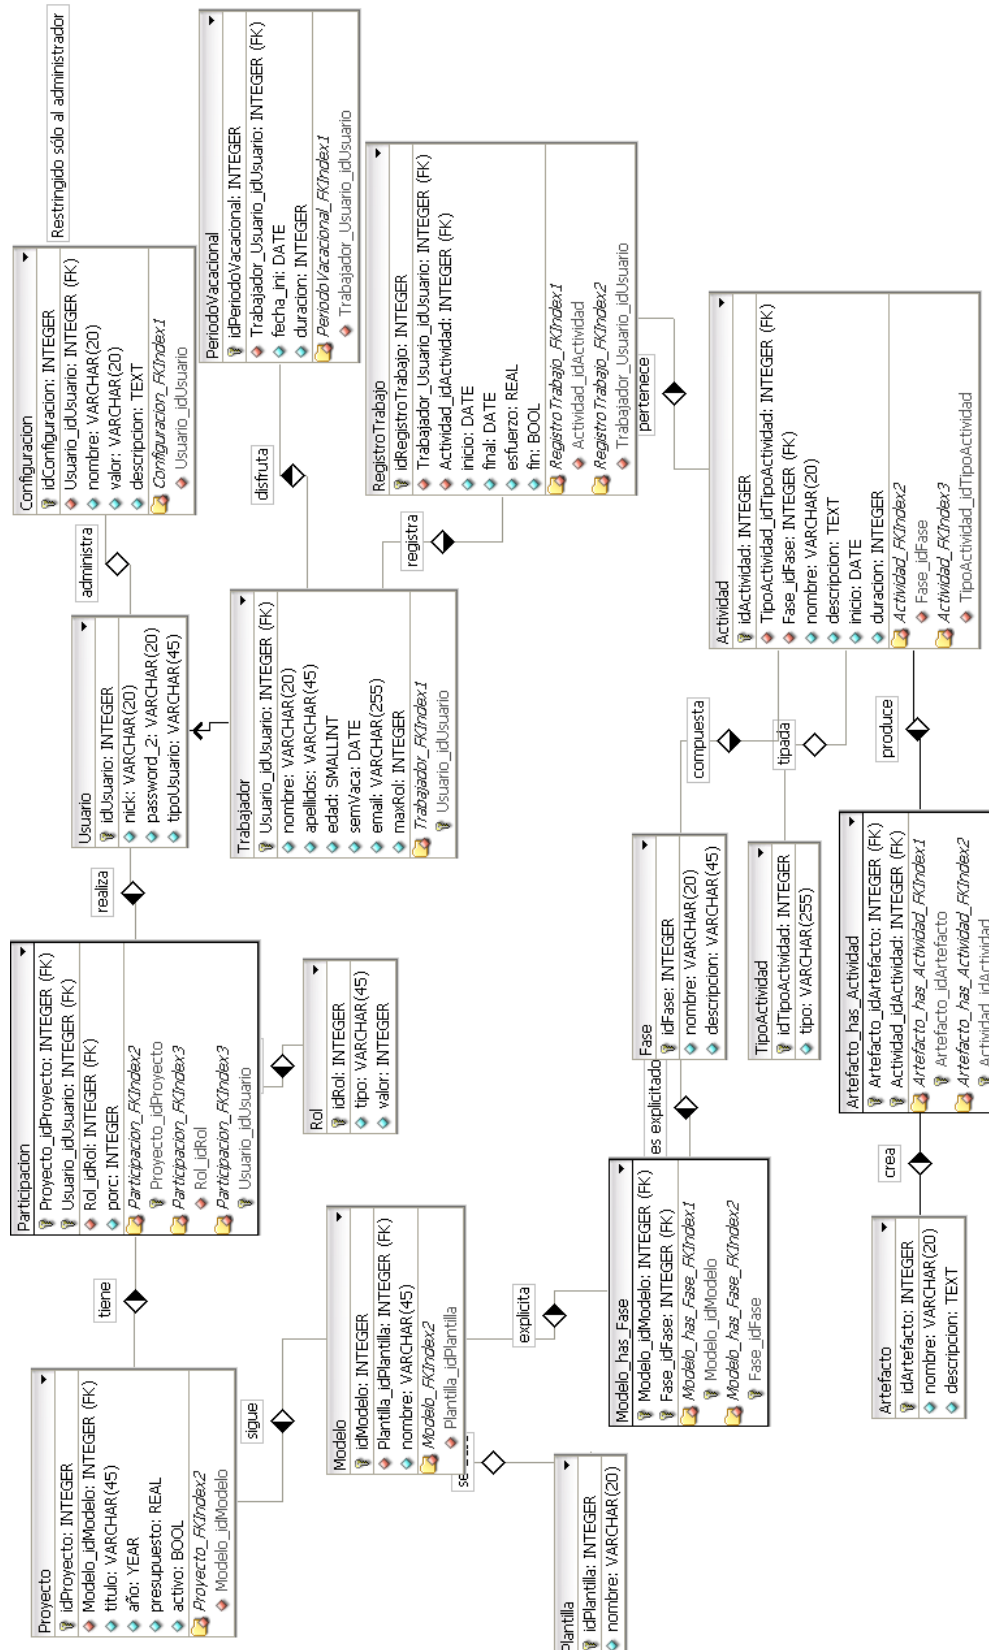 Proyecto
idProyecto: INTEGER
Modelo_idModelo: INTEGER (FK)
titulo: VARCHAR(45)
año: YEAR
presupuesto: REAL
activo: BOOL
Proyecto_FKIndex2
Modelo_idModelo
tiene
Participacion
Proyecto_idProyecto: INTEGER (FK)
Usuario_idUsuario: INTEGER (FK)
Rol_idRol: INTEGER (FK)
porc: INTEGER
Participacion_FKIndex2
Proyecto_idProyecto
Participacion_FKIndex3
Rol_idRol
Participacion_FKIndex3
Usuario_idUsuario
realiza
Usuario
idUsuario: INTEGER
nick: VARCHAR(20)
password_2: VARCHAR(20)
tipoUsuario: VARCHAR(45)
administra
Configuracion
idConfiguracion: INTEGER
Usuario_idUsuario: INTEGER (FK)
nombre: VARCHAR(20)
valor: VARCHAR(20)
descripcion: TEXT
Configuracion_FKIndex1
Usuario_idUsuario
Restringido sólo al administrador
sigue
Rol
idRol: INTEGER
tipo: VARCHAR(45)
valor: INTEGER
Trabajador
Usuario_idUsuario: INTEGER (FK)
nombre: VARCHAR(20)
apellidos: VARCHAR(45)
edad: SMALLINT
semVaca: DATE
email: VARCHAR(255)
maxRol: INTEGER
Trabajador_FKIndex1
Usuario_idUsuario
disfruta
PeriodoVacacional
idPeriodoVacacional: INTEGER
Trabajador_Usuario_idUsuario: INTEGER (FK)
fecha_ini: DATE
duracion: INTEGER
PeriodoVacacional_FKIndex1
Trabajador_Usuario_idUsuario
registra
RegistroTrabajo
idRegistroTrabajo: INTEGER
Trabajador_Usuario_idUsuario: INTEGER (FK)
Actividad_idActividad: INTEGER (FK)
inicio: DATE
final: DATE
esfuerzo: REAL
fin: BOOL
RegistroTrabajo_FKIndex1
Actividad_idActividad
RegistroTrabajo_FKIndex2
Trabajador_Usuario_idUsuario
pertenece
Modelo
idModelo: INTEGER
Plantilla_idPlantilla: INTEGER (FK)
nombre: VARCHAR(45)
Modelo_FKIndex2
Plantilla_idPlantilla
explicita
Plantilla
idPlantilla: INTEGER
nombre: VARCHAR(20)
Modelo_has_Fase
Modelo_idModelo: INTEGER (FK)
Fase_idFase: INTEGER (FK)
Modelo_has_Fase_FKIndex1
Modelo_idModelo
Modelo_has_Fase_FKIndex2
Fase_idFase
es explicitado
Fase
idFase: INTEGER
nombre: VARCHAR(20)
descripcion: VARCHAR(45)
compuesta
TipoActividad
idTipoActividad: INTEGER
tipo: VARCHAR(255)
tipada
Actividad
idActividad: INTEGER
TipoActividad_idTipoActividad: INTEGER (FK)
Fase_idFase: INTEGER (FK)
nombre: VARCHAR(20)
descripcion: TEXT
inicio: DATE
duracion: INTEGER
Actividad_FKIndex2
Fase_idFase
Actividad_FKIndex3
TipoActividad_idTipoActividad
produce
Artefacto_has_Actividad
Artefacto_idArtefacto: INTEGER (FK)
Actividad_idActividad: INTEGER (FK)
Artefacto_has_Actividad_FKIndex1
Artefacto_idArtefacto
Artefacto_has_Actividad_FKIndex2
Actividad_idActividad
crea
Artefacto
idArtefacto: INTEGER
nombre: VARCHAR(20)
descripcion: TEXT